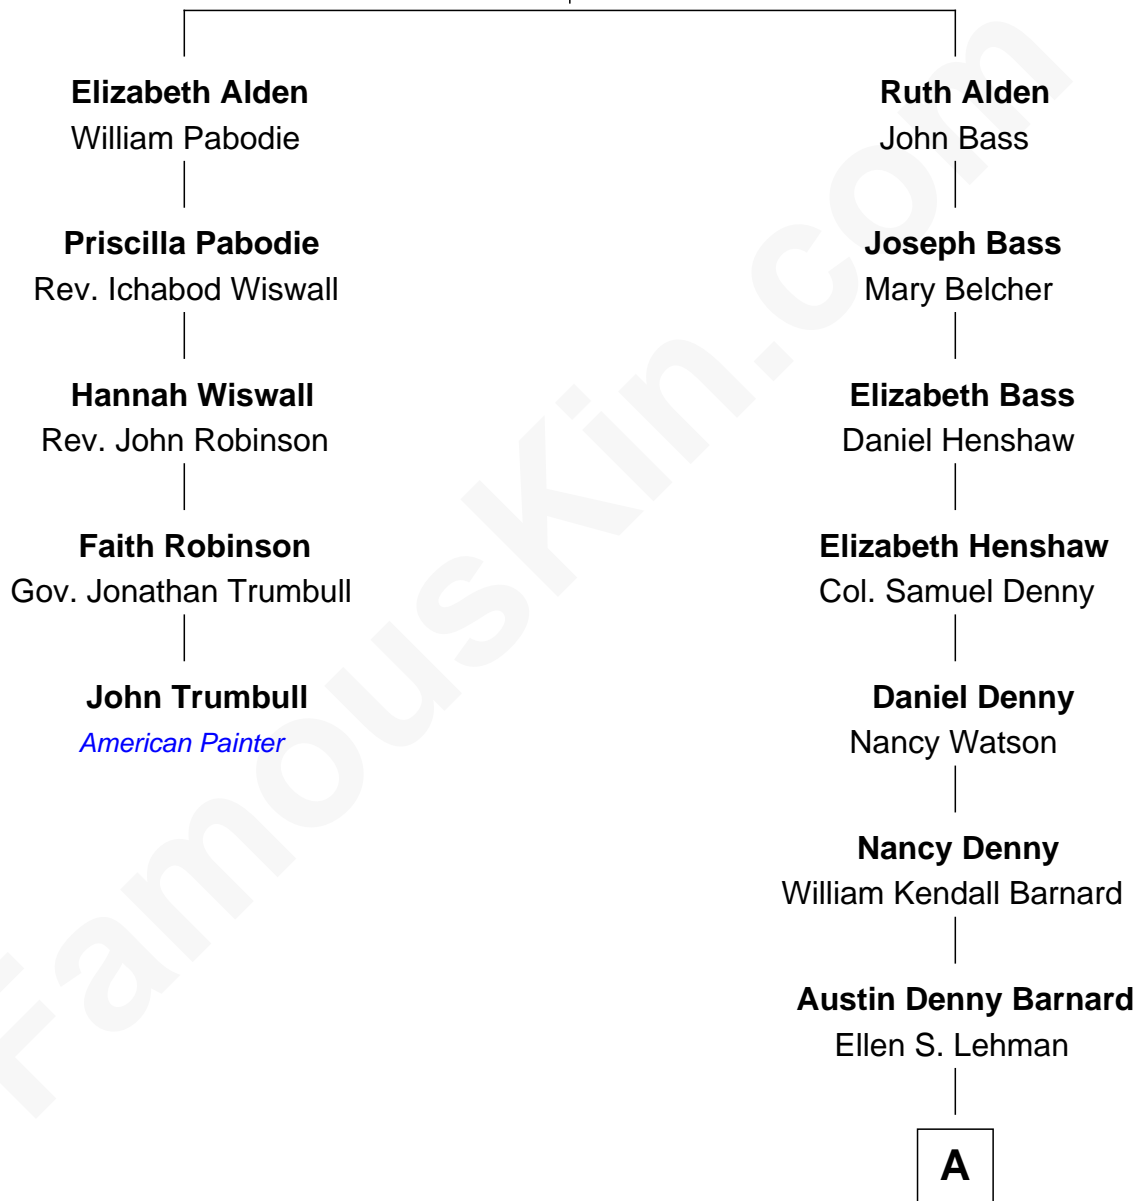 Elizabeth Alden
William Pabodie
Priscilla Pabodie
Rev. Ichabod Wiswall
Hannah Wiswall
Rev. John Robinson
Faith Robinson
Gov. Jonathan Trumbull
John Trumbull
American Painter
Ruth Alden
John Bass
Joseph Bass
Mary Belcher
Elizabeth Bass
Daniel Henshaw
Elizabeth Henshaw
Col. Samuel Denny
Daniel Denny
Nancy Watson
Nancy Denny
William Kendall Barnard
Austin Denny Barnard
Ellen S. Lehman
A
FamousKin.com